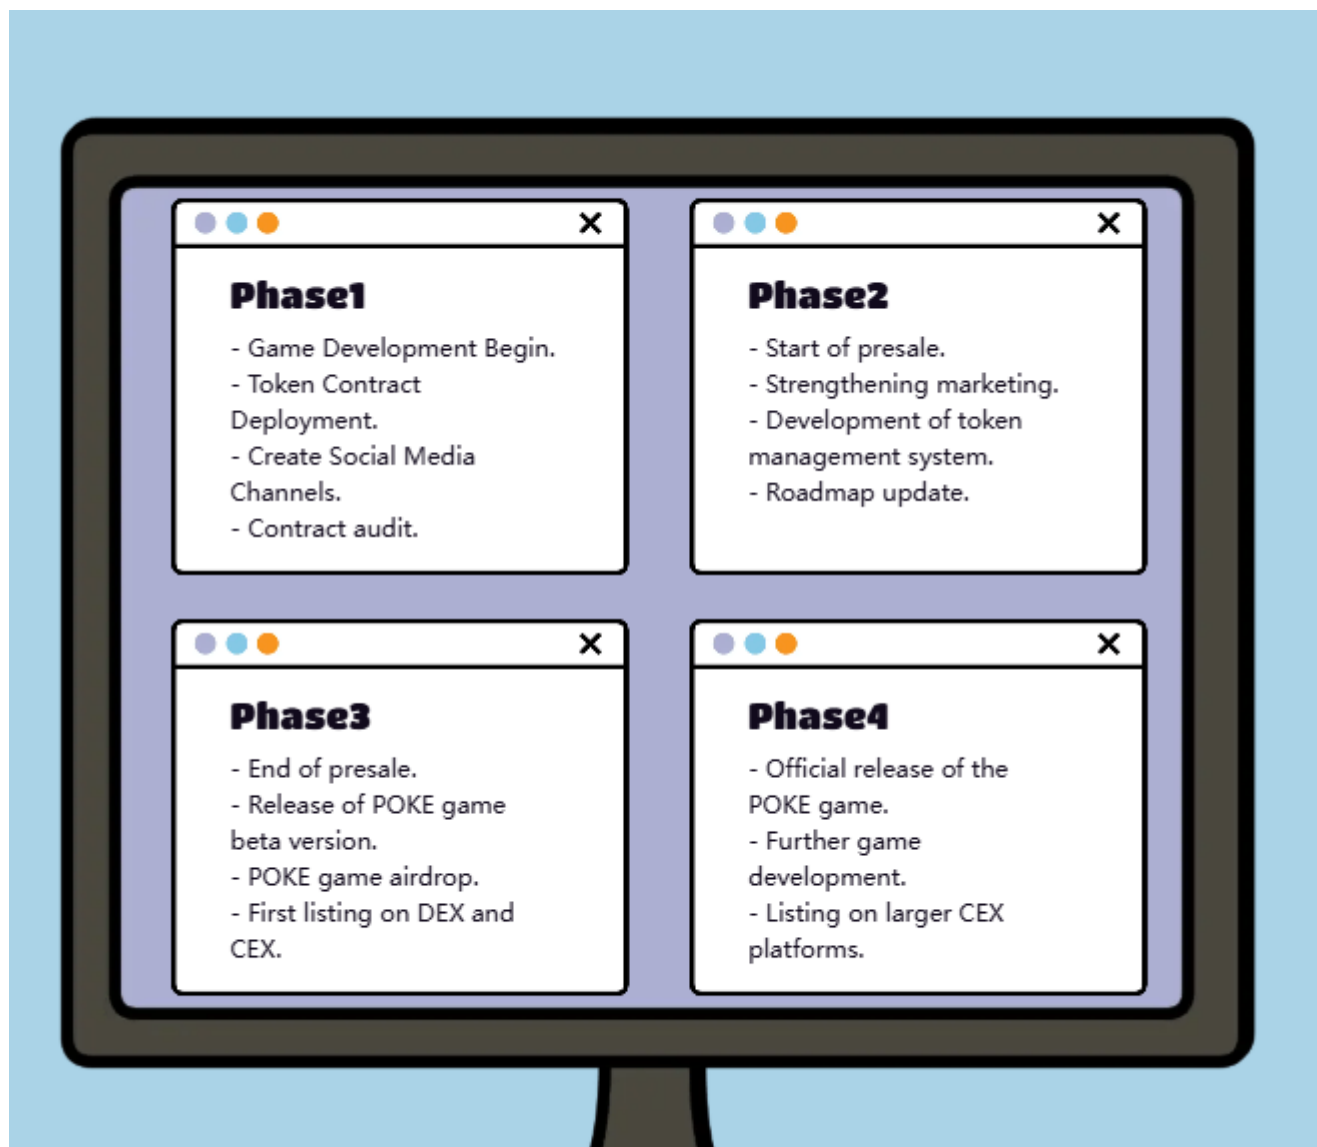 Phase1
- Game Development Begin.
- Token Contract
Deployment.
- Create Social Media
Channels.
- Contract audit.
Phase2
- Start of presale.
- Strengthening marketing.
- Development of token
management system.
- Roadmap update.
Phase3
- End of presale.
- Release of POKE game
beta version.
- POKE game airdrop.
- First listing on DEX and
CEX.
Phase4
- Official release of the
POKE game.
- Further game
development.
- Listing on larger CEX
platforms.